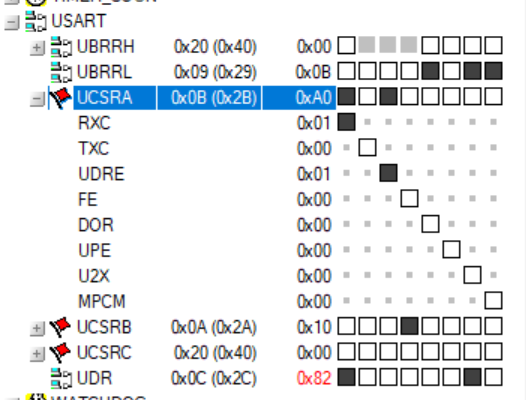 USART
UBRRH 0x20 (0x40) 0x00
UBRRL 0x09 (0x29) 0x0B
UCSRA 0x0B (0x2B) 0xA0
RXC 0x01
TXC 0x00
UDRE 0x01
FE 0x00
DOR 0x00
UPE 0x00
U2X 0x00
MPCM 0x00
UCSRB 0x0A (0x2A) 0x10
UCSRC 0x20 (0x40) 0x00
UDR 0x0C (0x2C) 0x82
WATCHDOG